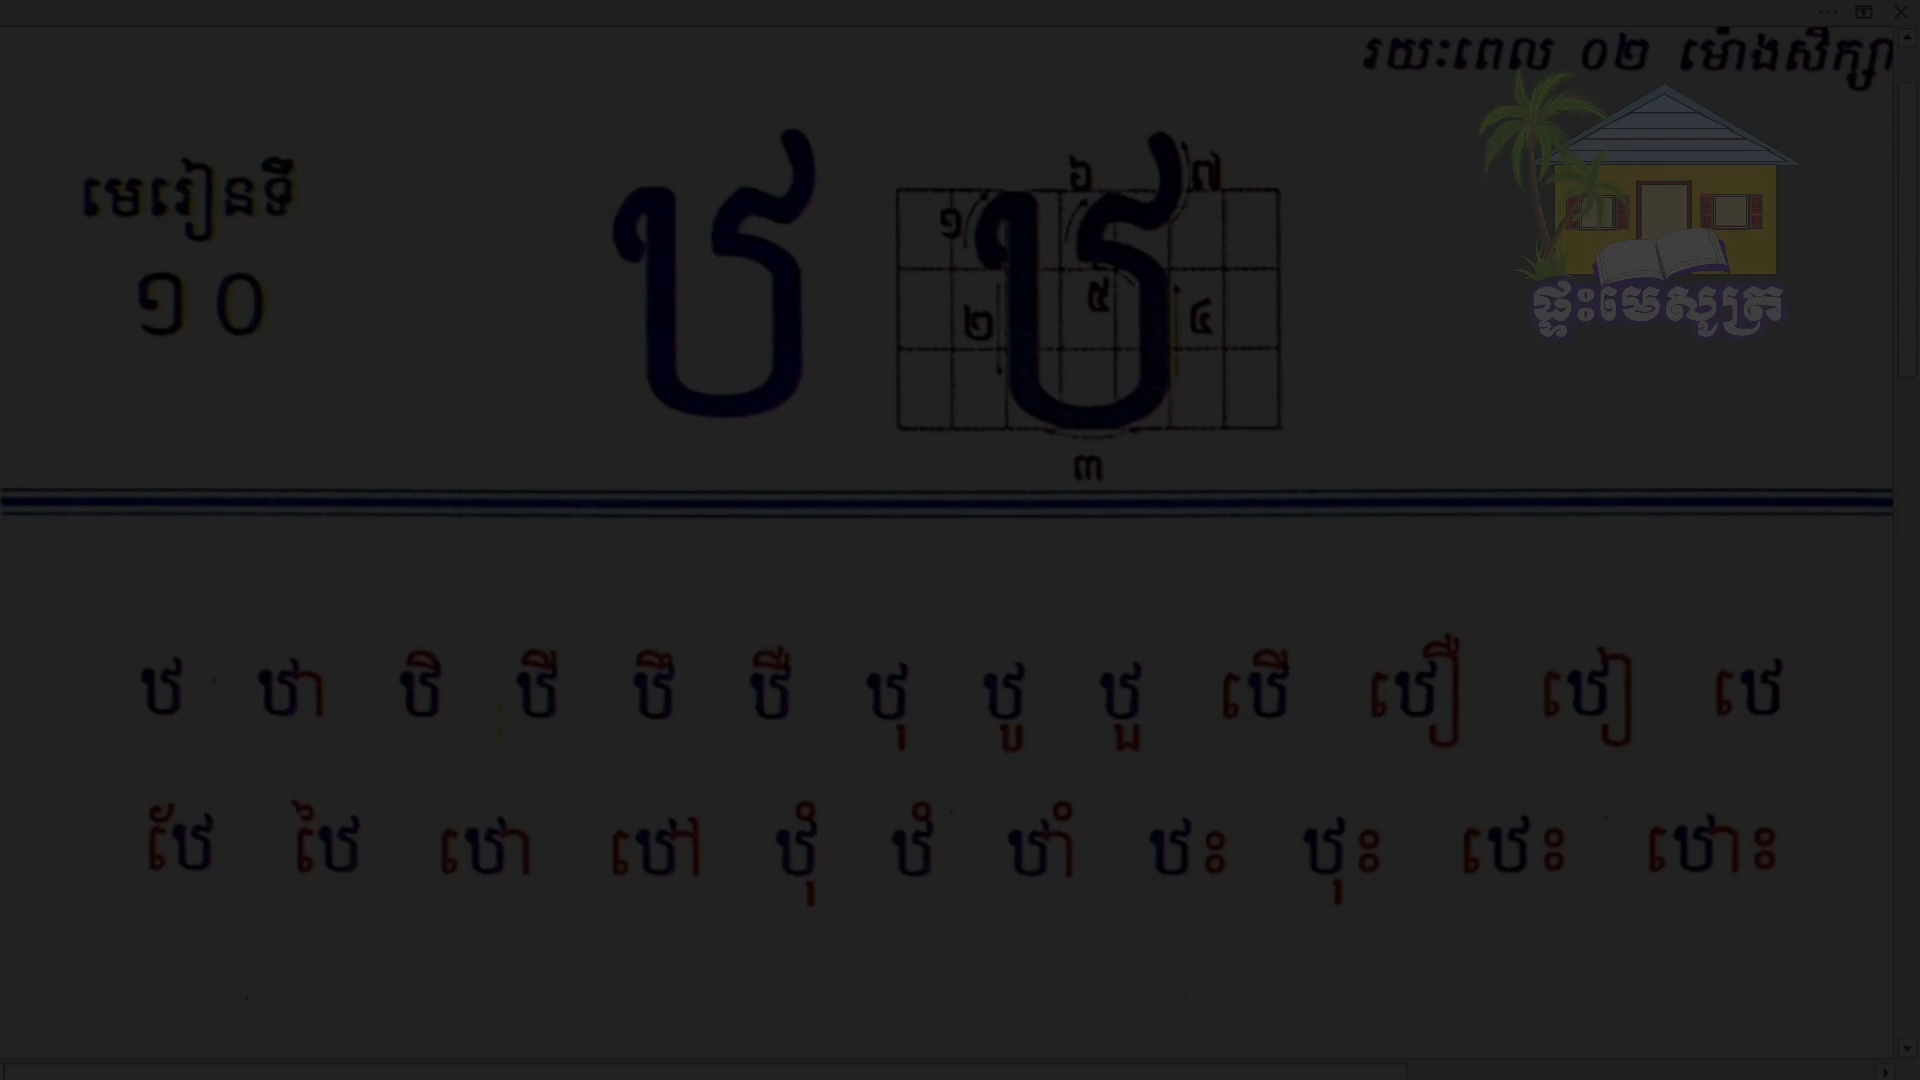 រយៈពេល ០២ ម៉ោងសិក្សា
មេរៀនទី
១០
ឋ
១ ២ ៣ ៤ ៥ ៦ ៧
ផ្ទះមេសូត្រ
ឋ ឋា ឋិ ឋី ឋឹ ឋឺ ឋុ ឋូ ឋួ ឋើ ឋឿ ឋៀ ឋេ
ឋែ ឋៃ ឋោ ឋៅ ឋុំ ឋំ ឋាំ ឋះ ឋុះ ឋេះ ឋោះ